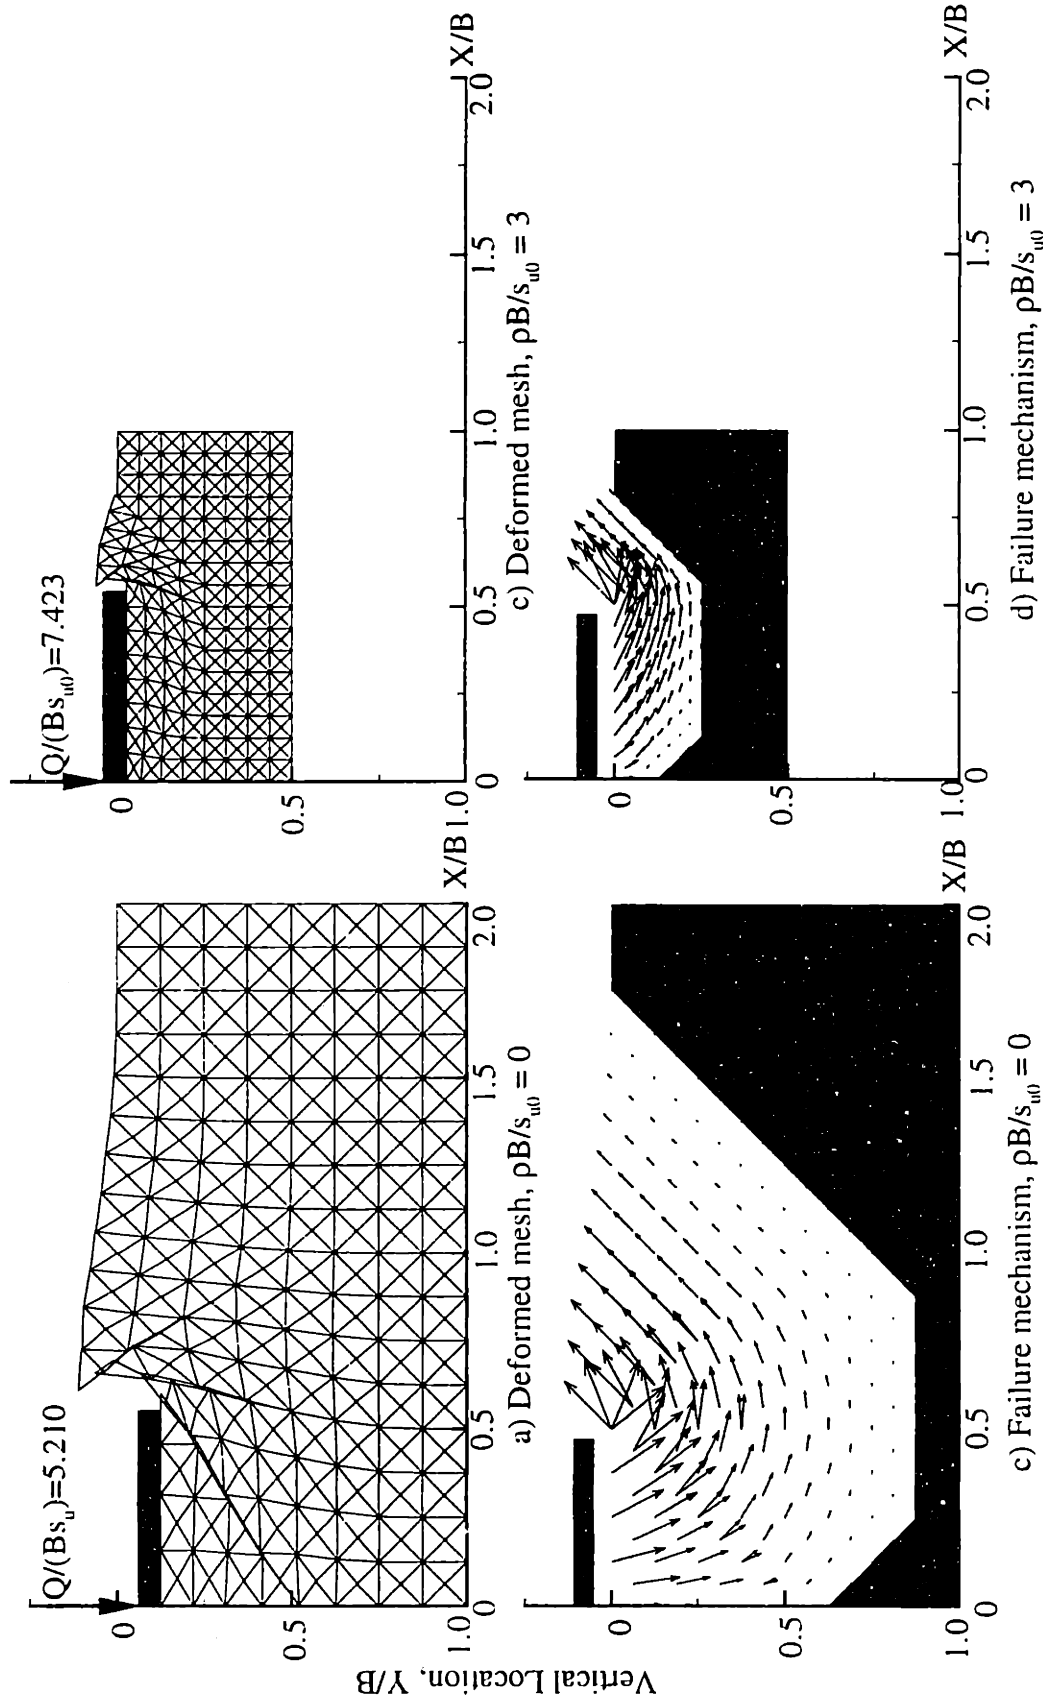 Q/(Bs_u)=5.210
0
0.5
1.0
0
0.5
1.0
1.5
2.0
X/B
a) Deformed mesh, ρB/s_u0 = 0
Q/(Bs_u0)=7.423
0
0.5
1.0
0
0.5
1.0
1.5
2.0
X/B
c) Deformed mesh, ρB/s_u0 = 3
Vertical Location, Y/B
0
0.5
1.0
0
0.5
1.0
1.5
2.0
X/B
c) Failure mechanism, ρB/s_u0 = 0
0
0.5
1.0
0
0.5
1.0
1.5
2.0
X/B
d) Failure mechanism, ρB/s_u0 = 3